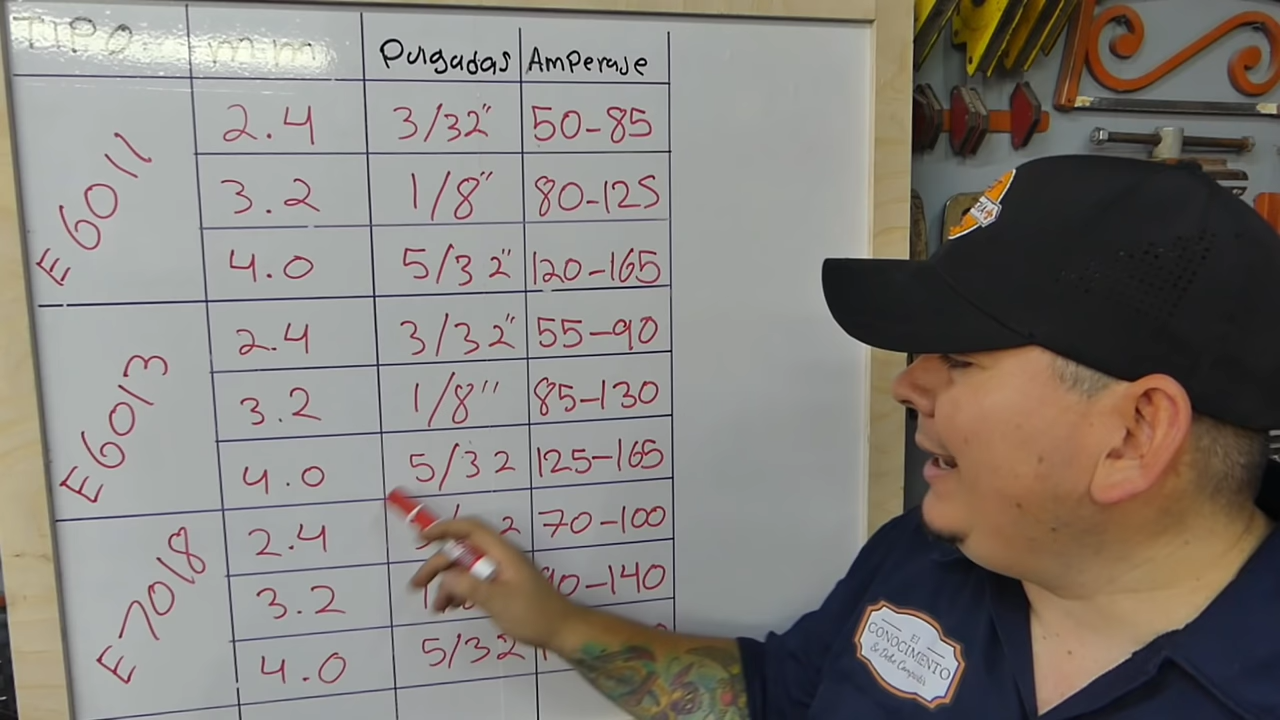 TIPO mm Pulgadas Amperaje
E6011 2.4 3/32" 50-85
3.2 1/8" 80-125
4.0 5/32" 120-165
E6013 2.4 3/32" 55-90
3.2 1/8" 85-130
4.0 5/32 125-165
E7018 2.4 70-100
3.2 -140
4.0 5/32
El
CONOCIMIENTO